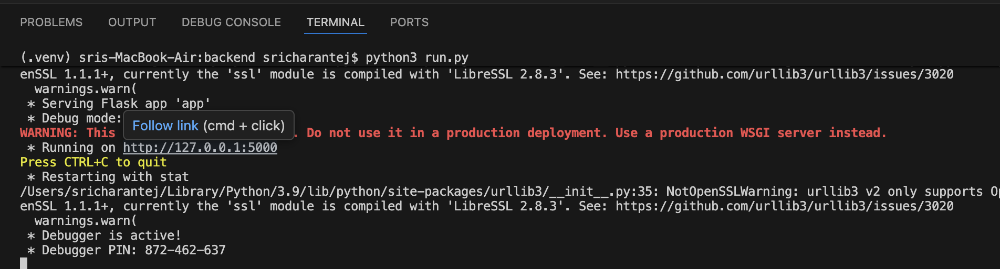 PROBLEMS OUTPUT DEBUG CONSOLE TERMINAL PORTS
(.venv) sris-MacBook-Air:backend sricharantej$ python3 run.py
enSSL 1.1.1+, currently the 'ssl' module is compiled with 'LibreSSL 2.8.3'. See: https://github.com/urllib3/urllib3/issues/3020
warnings.warn(
* Serving Flask app 'app'
* Debug mode:
Follow link (cmd + click)
WARNING: This . Do not use it in a production deployment. Use a production WSGI server instead.
* Running on http://127.0.0.1:5000
Press CTRL+C to quit
* Restarting with stat
/Users/sricharantej/Library/Python/3.9/lib/python/site-packages/urllib3/__init__.py:35: NotOpenSSLWarning: urllib3 v2 only supports Op
enSSL 1.1.1+, currently the 'ssl' module is compiled with 'LibreSSL 2.8.3'. See: https://github.com/urllib3/urllib3/issues/3020
warnings.warn(
* Debugger is active!
* Debugger PIN: 872-462-637